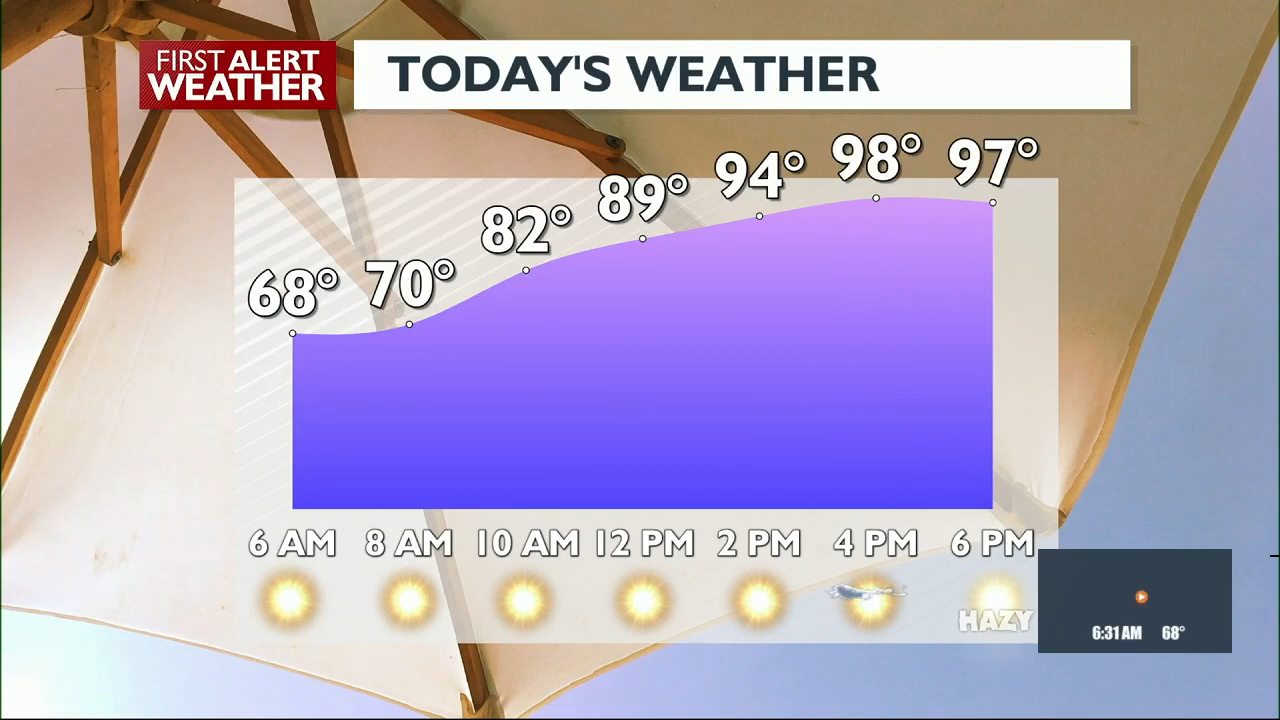 FIRST ALERT
WEATHER
TODAY'S WEATHER
68° 70° 82° 89° 94° 98° 97°
6 AM 8 AM 10 AM 12 PM 2 PM 4 PM 6 PM
HAZY
6:31 AM 68°